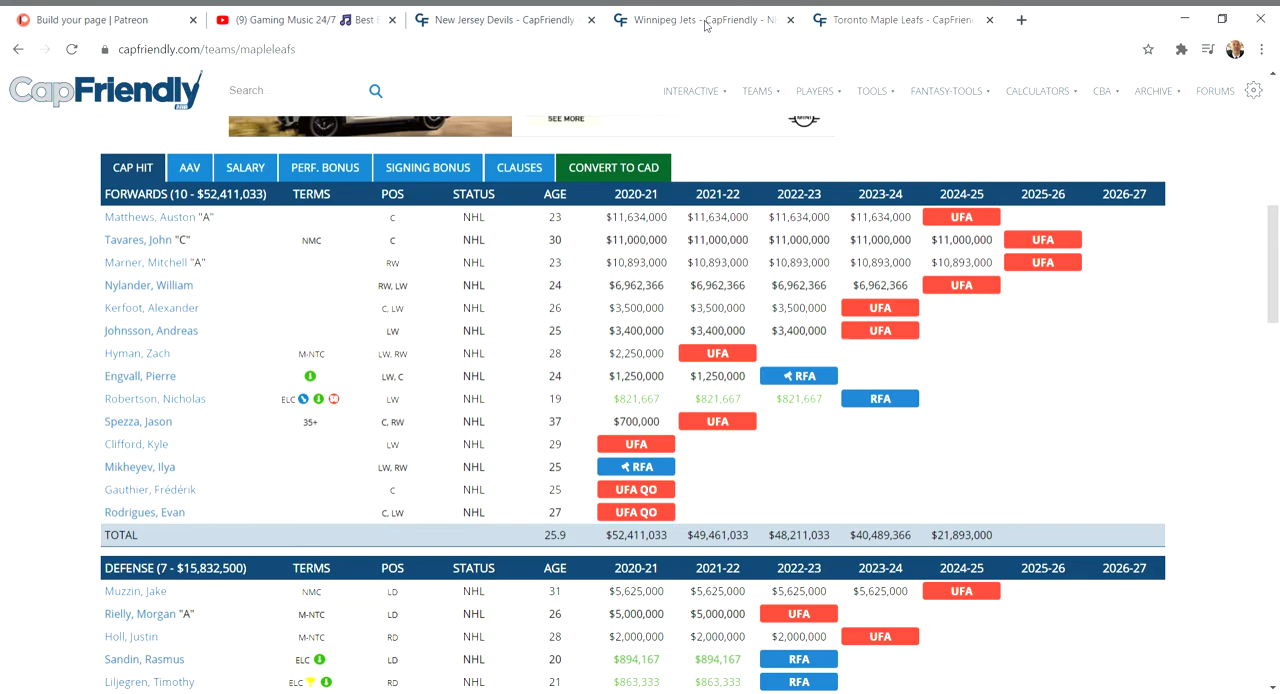 Build your page | Patreon
(9) Gaming Music 24/7 🎵 Best E
New Jersey Devils - CapFriendly
Winnipeg Jets - CapFriendly - NH
Toronto Maple Leafs - CapFrien
capfriendly.com/teams/mapleleafs
CapFriendly
Search...
INTERACTIVE TEAMS PLAYERS TOOLS FANTASY-TOOLS CALCULATORS CBA ARCHIVE FORUMS
SEE MORE
MINI
CAP HIT AAV SALARY PERF. BONUS SIGNING BONUS CLAUSES CONVERT TO CAD
FORWARDS (10 - $52,411,033) TERMS POS STATUS AGE 2020-21 2021-22 2022-23 2023-24 2024-25 2025-26 2026-27
Matthews, Auston "A" C NHL 23 $11,634,000 $11,634,000 $11,634,000 $11,634,000 UFA
Tavares, John "C" NMC C NHL 30 $11,000,000 $11,000,000 $11,000,000 $11,000,000 $11,000,000 UFA
Marner, Mitchell "A" RW NHL 23 $10,893,000 $10,893,000 $10,893,000 $10,893,000 $10,893,000 UFA
Nylander, William RW, LW NHL 24 $6,962,366 $6,962,366 $6,962,366 $6,962,366 UFA
Kerfoot, Alexander C, LW NHL 26 $3,500,000 $3,500,000 $3,500,000 UFA
Johnsson, Andreas LW NHL 25 $3,400,000 $3,400,000 $3,400,000 UFA
Hyman, Zach M-NTC LW, RW NHL 28 $2,250,000 UFA
Engvall, Pierre LW, C NHL 24 $1,250,000 $1,250,000 RFA
Robertson, Nicholas ELC LW NHL 19 $821,667 $821,667 $821,667 RFA
Spezza, Jason 35+ C, RW NHL 37 $700,000 UFA
Clifford, Kyle LW NHL 29 UFA
Mikheyev, Ilya LW, RW NHL 25 RFA
Gauthier, Frédérik C NHL 25 UFA QO
Rodrigues, Evan C, LW NHL 27 UFA QO
TOTAL 25.9 $52,411,033 $49,461,033 $48,211,033 $40,489,366 $21,893,000
DEFENSE (7 - $15,832,500) TERMS POS STATUS AGE 2020-21 2021-22 2022-23 2023-24 2024-25 2025-26 2026-27
Muzzin, Jake NMC LD NHL 31 $5,625,000 $5,625,000 $5,625,000 $5,625,000 UFA
Rielly, Morgan "A" M-NTC LD NHL 26 $5,000,000 $5,000,000 UFA
Holl, Justin M-NTC RD NHL 28 $2,000,000 $2,000,000 $2,000,000 UFA
Sandin, Rasmus ELC LD NHL 20 $894,167 $894,167 RFA
Liljegren, Timothy ELC RD NHL 21 $863,333 $863,333 RFA